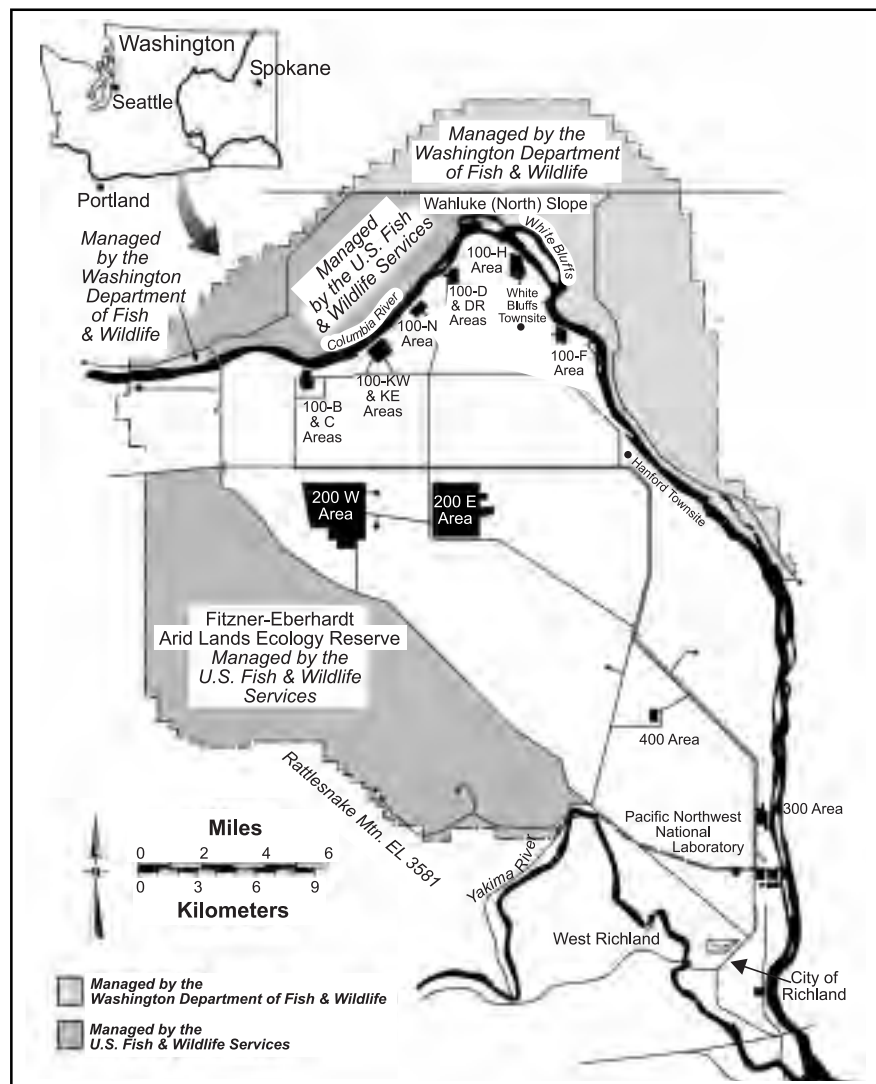 Washington
Spokane
Seattle
Portland
Managed by the
Washington Department
of Fish & Wildlife
Wahluke (North) Slope
White Bluffs
Managed
by the U.S. Fish
& Wildlife Services
Managed
by the
Washington
Department
of Fish
& Wildlife
Columbia River
100-H
Area
100-D
& DR
Areas
White
Bluffs
Townsite
100-N
Area
100-F
Area
100-KW
& KE
Areas
100-B
& C
Areas
Hanford Townsite
200 W
Area
200 E
Area
Fitzner-Eberhardt
Arid Lands Ecology Reserve
Managed by the
U.S. Fish & Wildlife
Services
400 Area
Rattlesnake Mtn. EL 3581
300 Area
Pacific Northwest
National
Laboratory
Yakima River
West Richland
City of
Richland
Miles
0 2 4 6
0 3 6 9
Kilometers
Managed by the
Washington Department of Fish & Wildlife
Managed by the
U.S. Fish & Wildlife Services